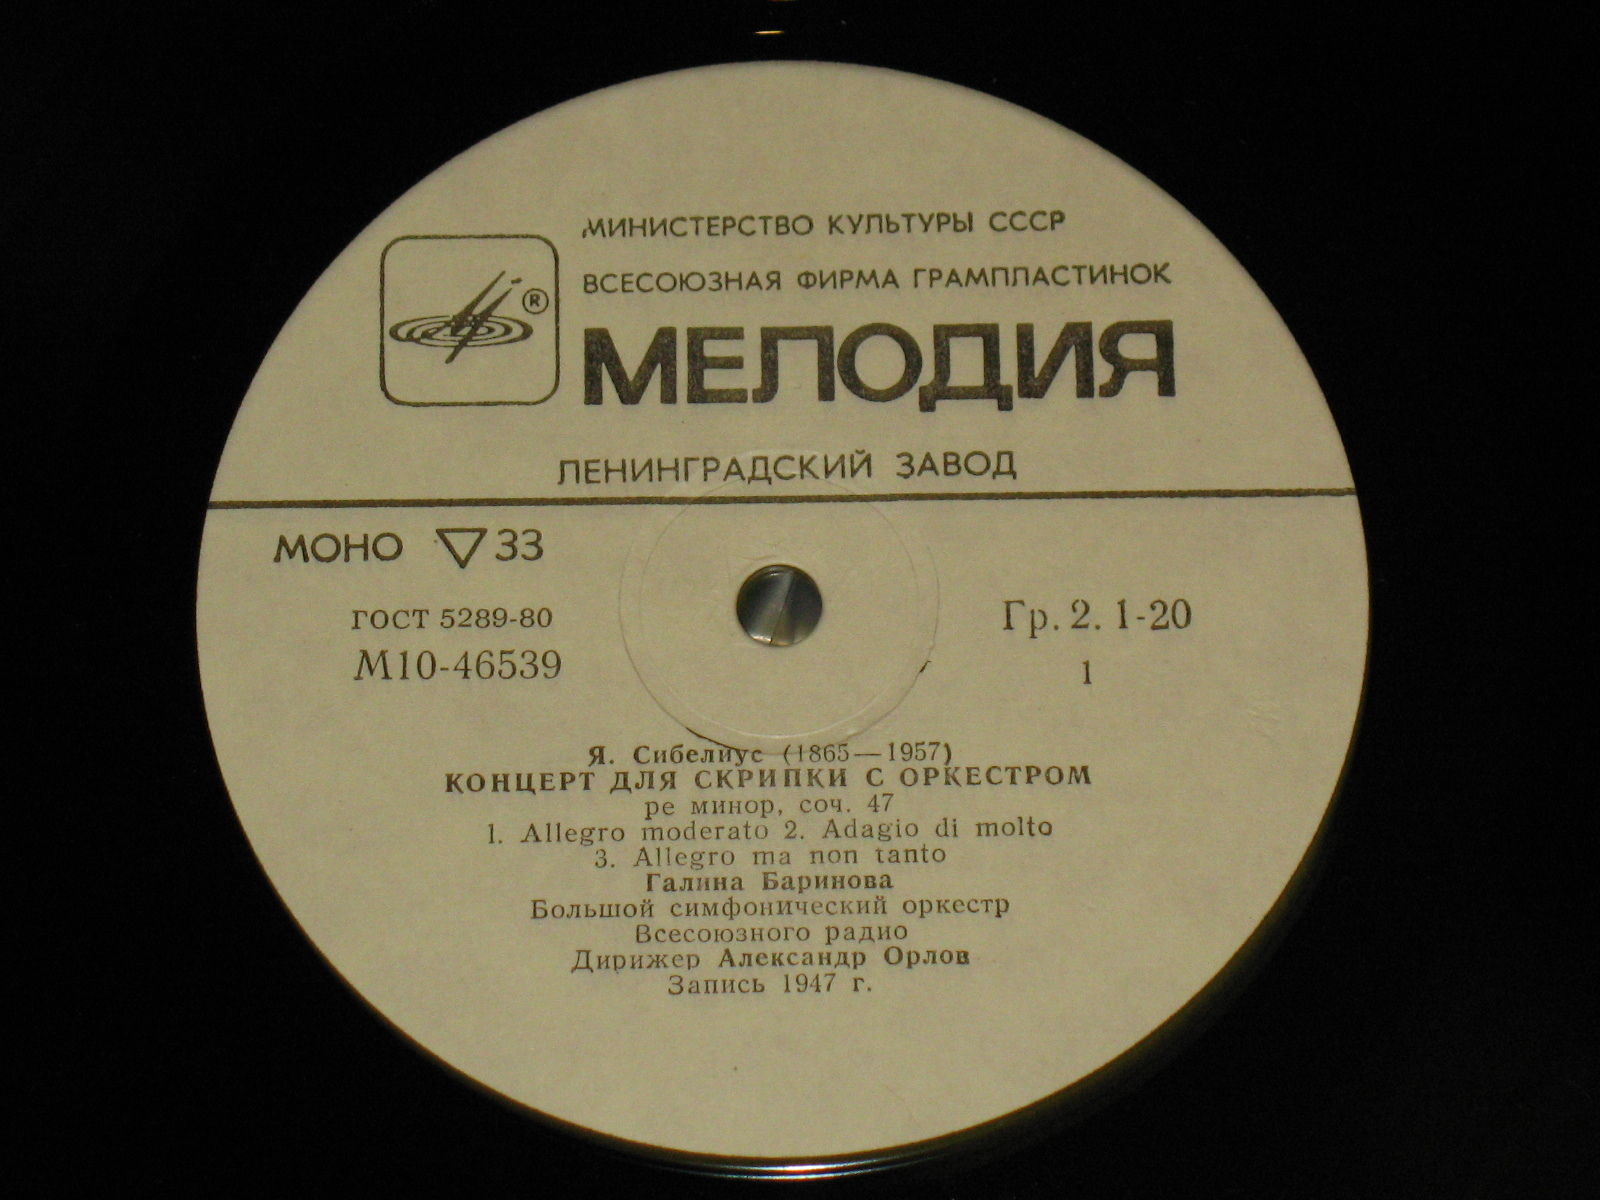 МИНИСТЕРСТВО КУЛЬТУРЫ СССР
ВСЕСОЮЗНАЯ ФИРМА ГРАМПЛАСТИНОК
®
МЕЛОДИЯ
ЛЕНИНГРАДСКИЙ ЗАВОД
МОНО ▽ 33
ГОСТ 5289-80
Гр. 2. 1-20
М10-46539
1
Я. Сибелиус (1865—1957)
КОНЦЕРТ ДЛЯ СКРИПКИ С ОРКЕСТРОМ
ре минор, соч. 47
1. Allegro moderato 2. Adagio di molto
3. Allegro ma non tanto
Галина Баринова
Большой симфонический оркестр
Всесоюзного радио
Дирижер Александр Орлов
Запись 1947 г.